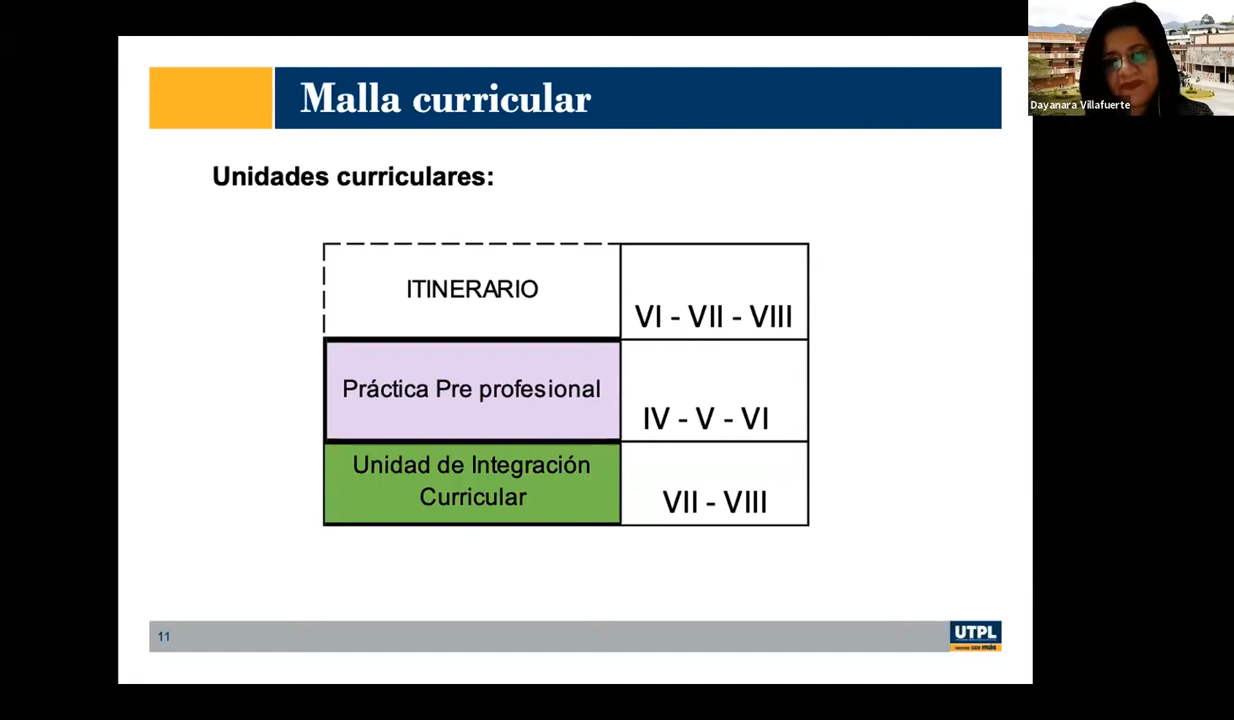 Malla curricular
Dayanara Villafuerte
Unidades curriculares:
ITINERARIO
VI - VII - VIII
Práctica Pre profesional
IV - V - VI
Unidad de Integración
Curricular
VII - VIII
11
UTPL
más